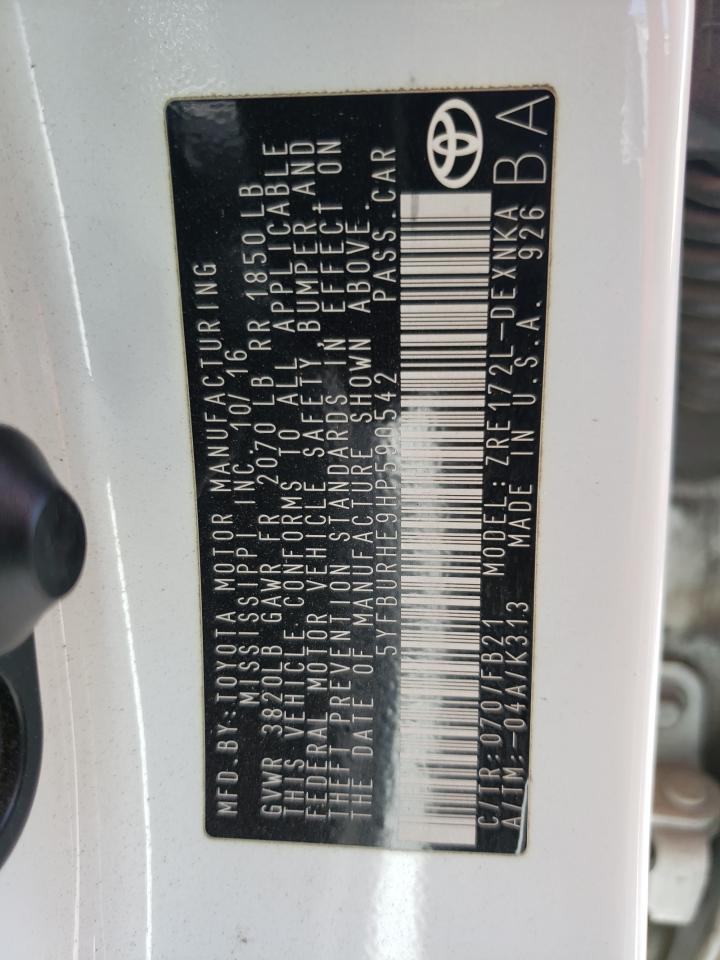 MFD.BY:TOYOTA MOTOR MANUFACTURING
MISSISSIPPI INC. 10/16
GVWR 3820LB GAWR FR 2070 LB RR 1850LB
THIS VEHICLE CONFORMS TO ALL APPLICABLE
FEDERAL MOTOR VEHICLE SAFETY, BUMPER AND
THEFT PREVENTION STANDARDS IN EFFECT ON
THE DATE OF MANUFACTURE SHOWN ABOVE.
5YFBURHE9HP590542 PASS.CAR
C/TR:070/FB21 MODEL:ZRE172L-DEXNKA
A/TM:-04A/K313 MADE IN U.S.A. 926
BA